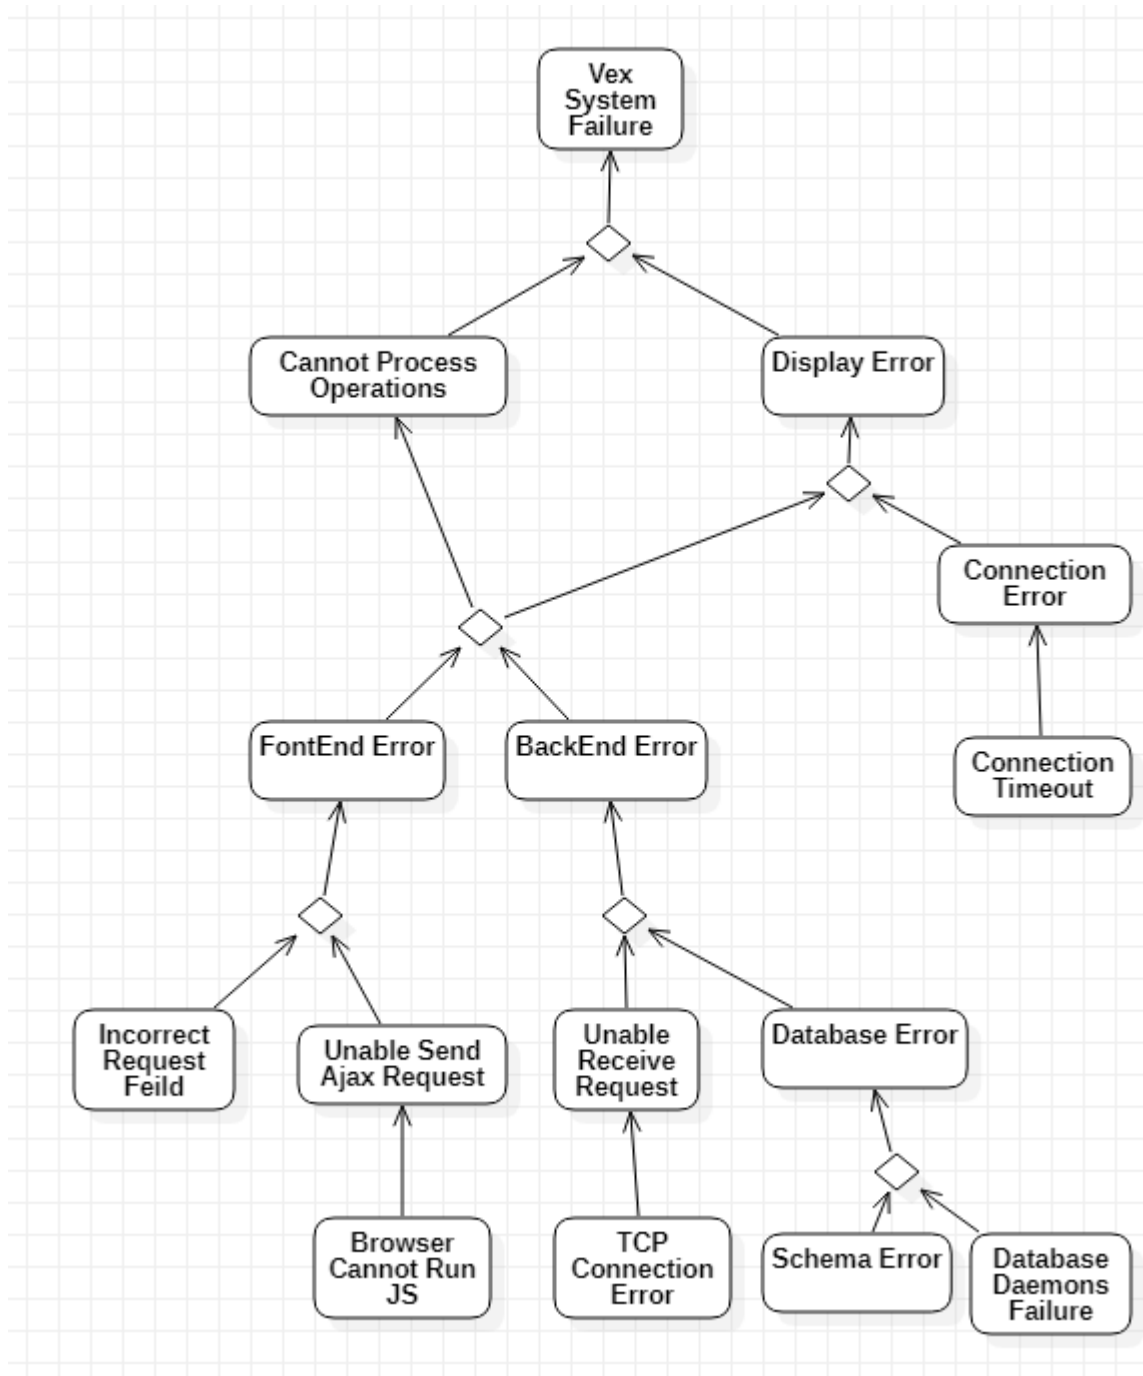 Vex
System
Failure
Cannot Process
Operations
Display Error
Connection
Error
FontEnd Error
BackEnd Error
Connection
Timeout
Incorrect
Request
Feild
Unable Send
Ajax Request
Unable
Receive
Request
Database Error
Browser
Cannot Run
JS
TCP
Connection
Error
Schema Error
Database
Daemons
Failure